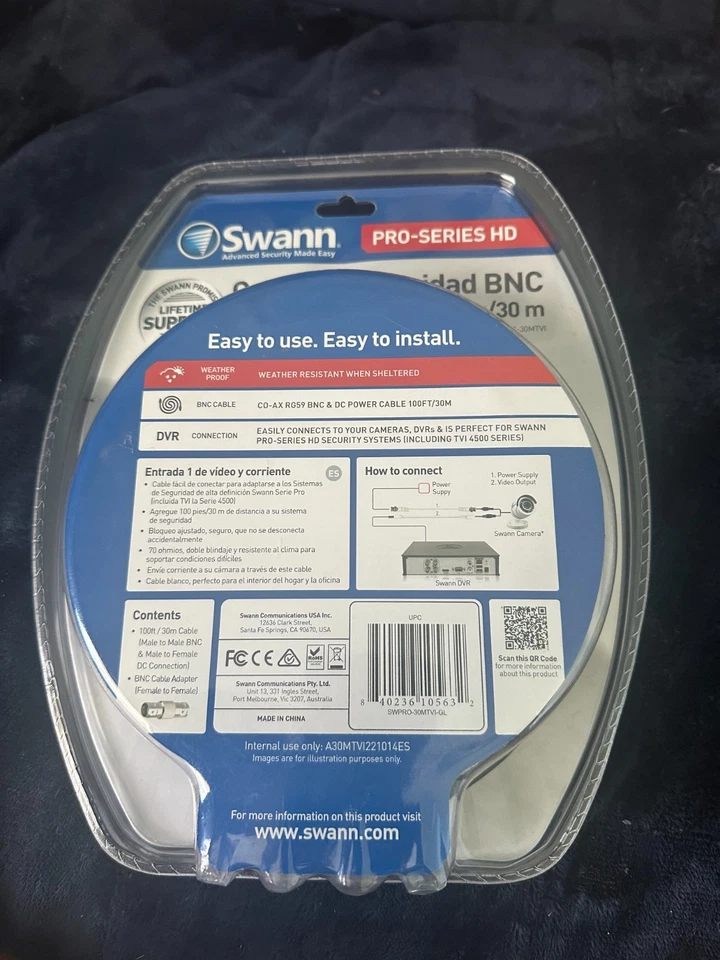 Swann
Advanced Security Made Easy
PRO-SERIES HD
THE SWANN PROMISE
LIFETIME
BNC
/30 m
Easy to use. Easy to install.
WEATHER
PROOF
WEATHER RESISTANT WHEN SHELTERED
BNC CABLE
CO-AX RG59 BNC & DC POWER CABLE 100FT/30M
DVR CONNECTION
EASILY CONNECTS TO YOUR CAMERAS, DVRs & IS PERFECT FOR SWANN
PRO-SERIES HD SECURITY SYSTEMS (INCLUDING TVI 4500 SERIES)
Entrada 1 de vídeo y corriente
ES
• Cable fácil de conectar para adaptarse a los Sistemas
de Seguridad de alta definición Swann Serie Pro
(incluida TVI la Serie 4500)
• Agregue 100 pies/30 m de distancia a su sistema
de seguridad
• Bloqueo ajustado, seguro, que no se desconecta
accidentalmente
• 70 ohmios, doble blindaje y resistente al clima para
soportar condiciones difíciles
• Envíe corriente a su cámara a través de este cable
• Cable blanco, perfecto para el interior del hogar y la oficina
How to connect
1. Power Supply
2. Video Output
Power
Suppy
1
2
Swann Camera*
Swann DVR
Contents
• 100ft / 30m Cable
(Male to Male BNC
& Male to Female
DC Connection)
• BNC Cable Adapter
(Female to Female)
Swann Communications USA Inc.
12636 Clark Street,
Santa Fe Springs, CA 90670, USA
FC CE
RoHS
Swann Communications Pty. Ltd.
Unit 13, 331 Ingles Street,
Port Melbourne, Vic 3207, Australia
MADE IN CHINA
UPC
8 40236 10563 2
SWPRO-30MTVI-GL
Scan this QR Code
for more information
about this product
Internal use only: A30MTVI221014ES
Images are for illustration purposes only.
For more information on this product visit
www.swann.com